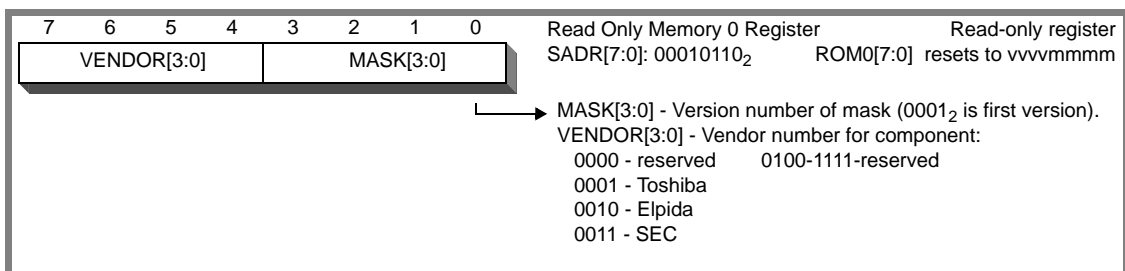 7 6 5 4 3 2 1 0
VENDOR[3:0] MASK[3:0]
Read Only Memory 0 Register Read-only register
SADR[7:0]: 00010110₂ ROM0[7:0] resets to vvvvmmmm
MASK[3:0] - Version number of mask (0001₂ is first version).
VENDOR[3:0] - Vendor number for component:
0000 - reserved 0100-1111-reserved
0001 - Toshiba
0010 - Elpida
0011 - SEC